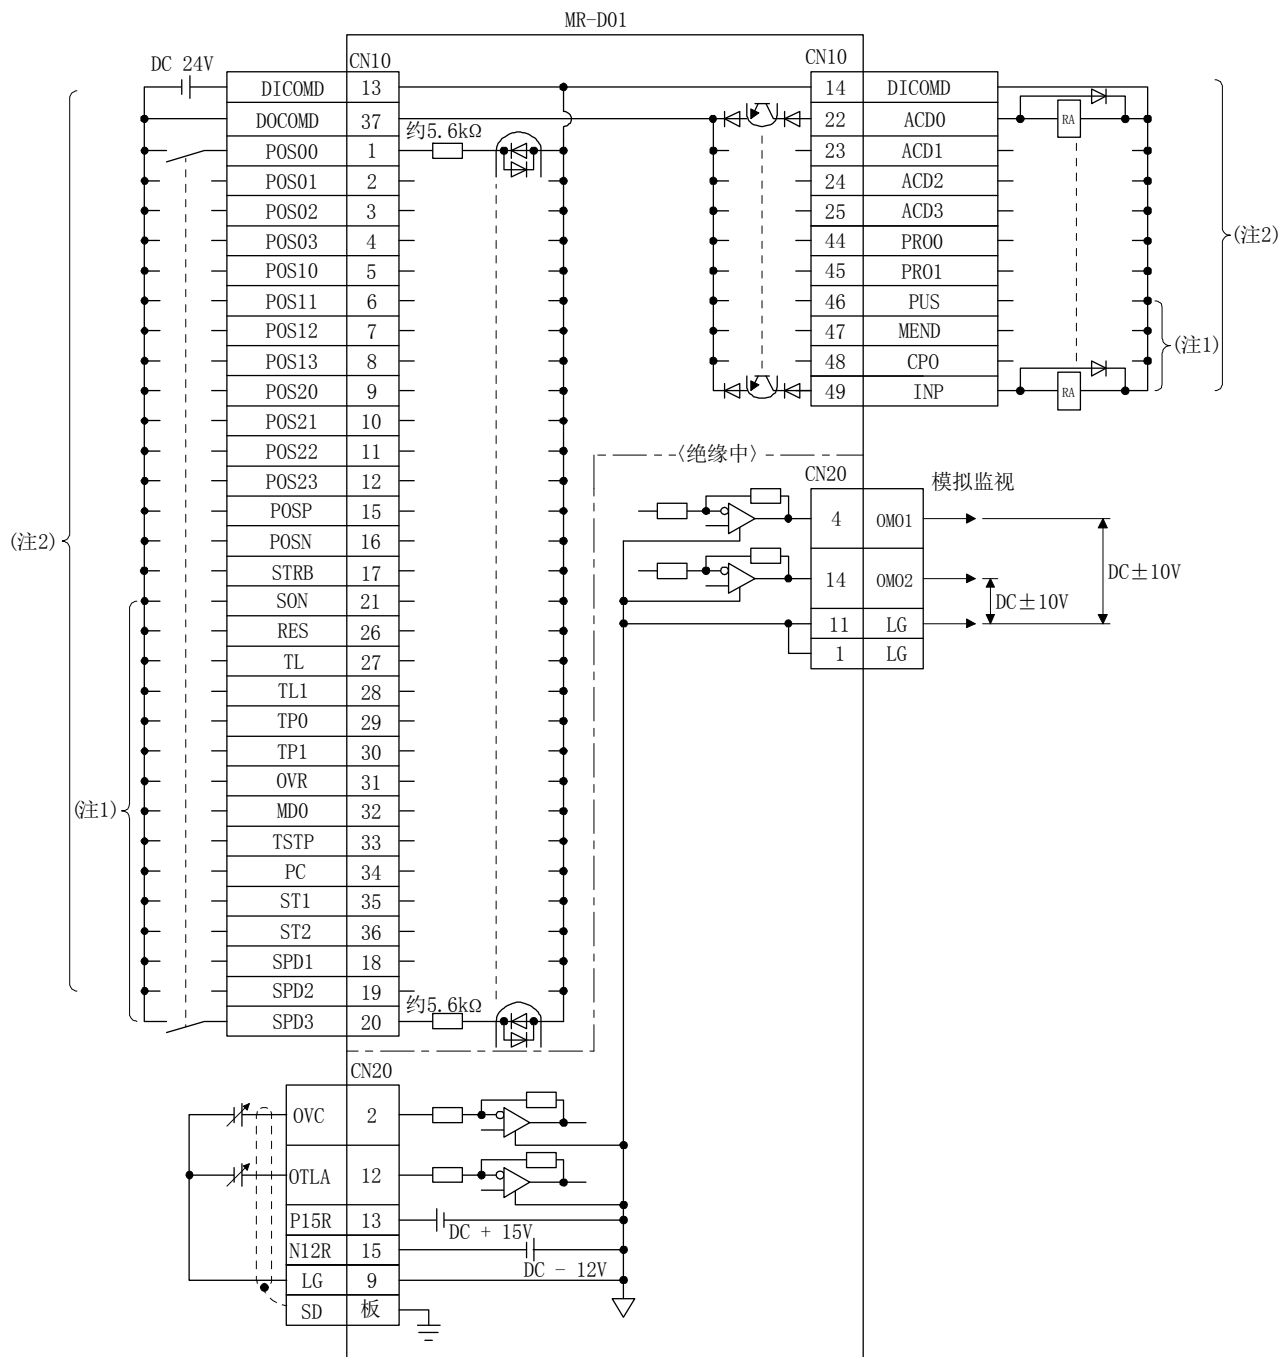 MR-D01
DC 24V
CN10
CN10
DICOMD 13
DOCOMD 37
POS00 1
POS01 2
POS02 3
POS03 4
POS10 5
POS11 6
POS12 7
POS13 8
POS20 9
POS21 10
POS22 11
POS23 12
POSP 15
POSN 16
STRB 17
SON 21
RES 26
TL 27
TL1 28
TP0 29
TP1 30
OVR 31
MD0 32
TSTP 33
PC 34
ST1 35
ST2 36
SPD1 18
SPD2 19
SPD3 20
约5.6kΩ
约5.6kΩ
(注2)
(注1)
14 DICOMD
22 ACD0
23 ACD1
24 ACD2
25 ACD3
44 PRO0
45 PRO1
46 PUS
47 MEND
48 CPO
49 INP
RA
RA
(注2)
(注1)
〈绝缘中〉
CN20
模拟监视
4 OMO1
14 OMO2
11 LG
1 LG
DC±10V
DC±10V
CN20
OVC 2
OTLA 12
P15R 13
N12R 15
LG 9
SD 板
DC + 15V
DC - 12V